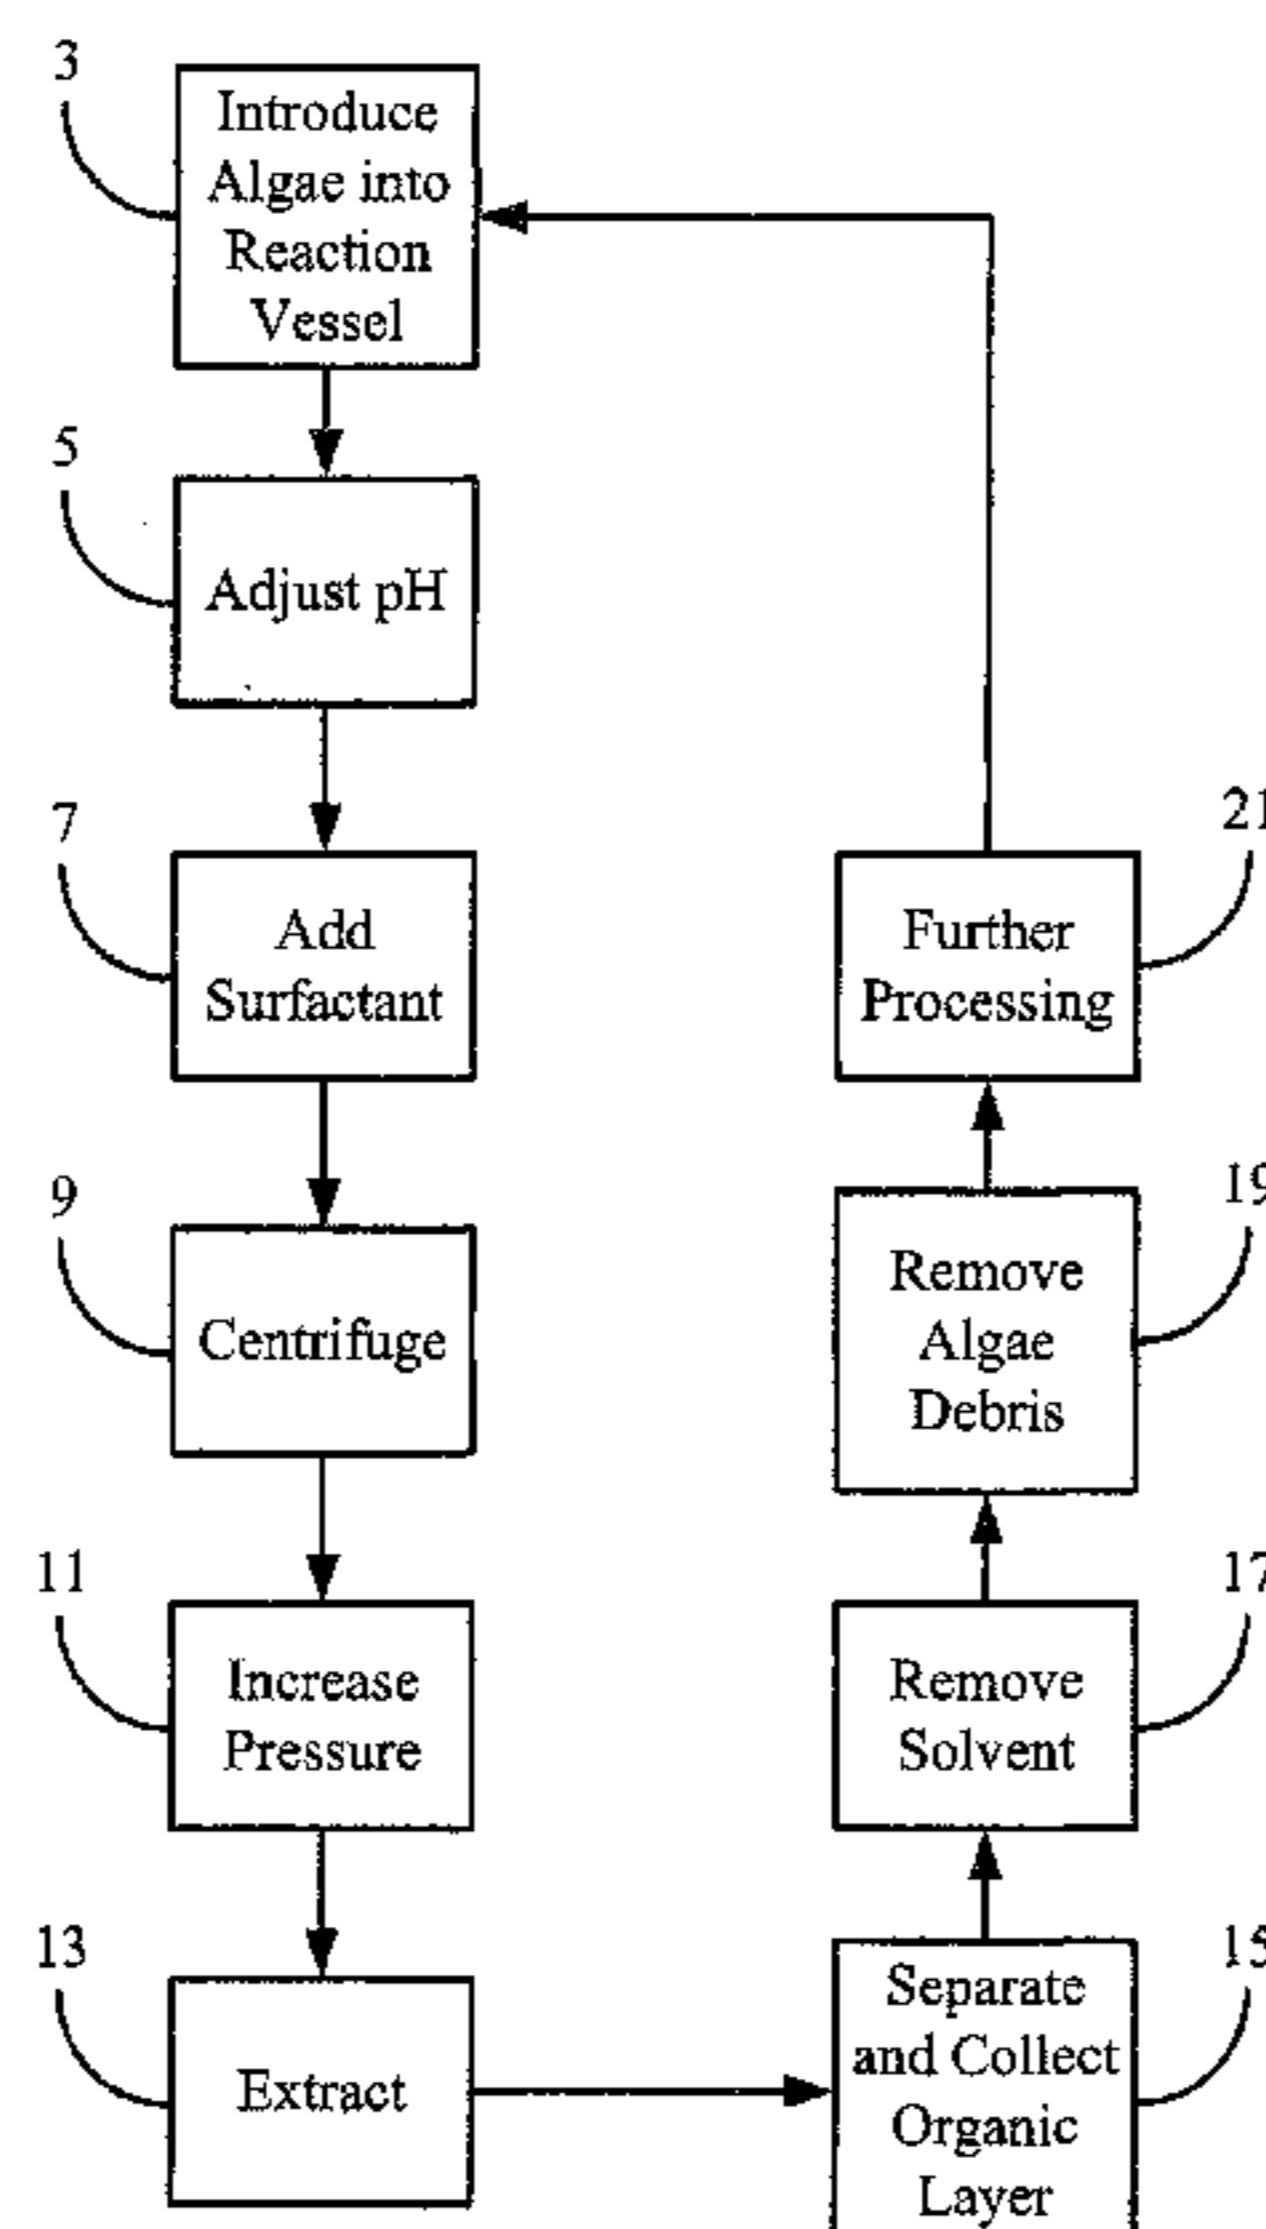 3
Introduce
Algae into
Reaction
Vessel
5
Adjust pH
7
Add
Surfactant
9
Centrifuge
11
Increase
Pressure
13
Extract
21
Further
Processing
19
Remove
Algae
Debris
17
Remove
Solvent
15
Separate
and Collect
Organic
Layer